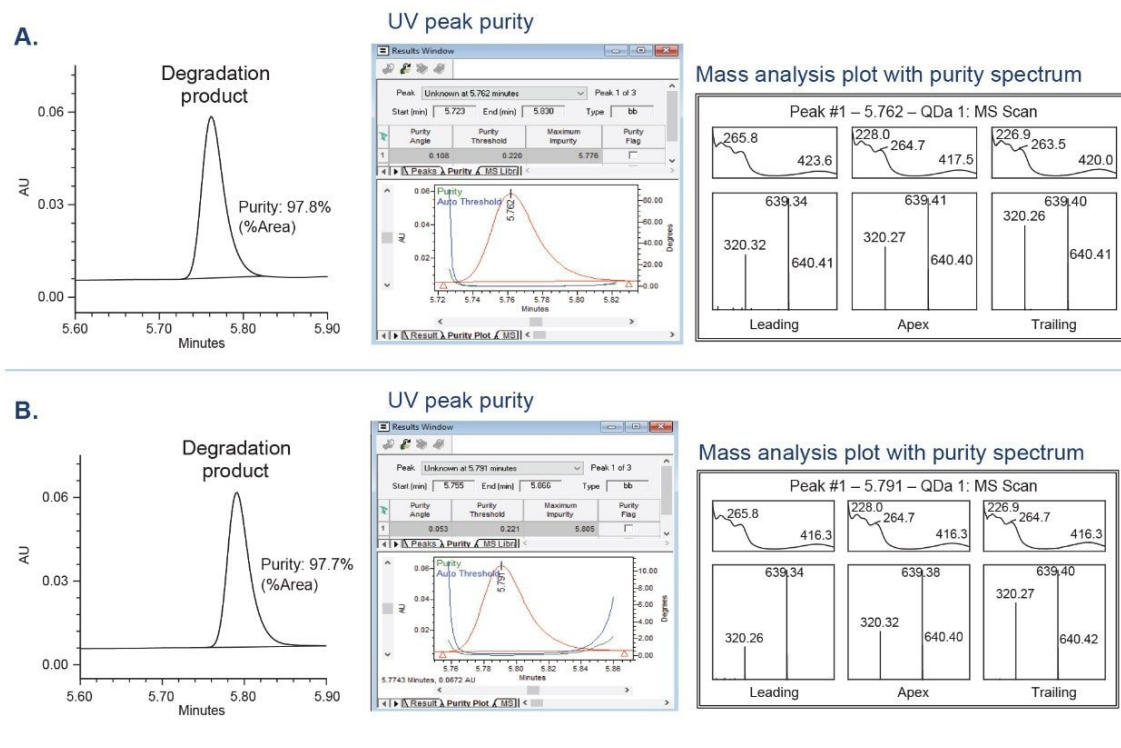 A.
Degradation
product
AU
0.06
0.03
0.00
Purity: 97.8%
(%Area)
5.60 5.70 5.80 5.90
Minutes
UV peak purity
Results Window
Peak Unknown at 5.762 minutes Peak 1 of 3
Start (min) 5.723 End (min) 5.830 Type bb
Purity Angle Purity Threshold Maximum Impurity Purity Flag
1 0.108 0.220 5.776
Peaks Purity MS Libr
Purity
Auto Threshold
5.762
AU
0.06
0.04
0.02
80.00
60.00
40.00
20.00
0.00
Degrees
5.72 5.74 5.76 5.78 5.80 5.82
Minutes
Result Purity Plot MS
Mass analysis plot with purity spectrum
Peak #1 – 5.762 – QDa 1: MS Scan
265.8 423.6
228.0 264.7 417.5
226.9 263.5 420.0
639.34 320.32 640.41
639.41 320.27 640.40
639.40 320.26 640.41
Leading Apex Trailing
B.
Degradation
product
AU
0.06
0.03
0.00
Purity: 97.7%
(%Area)
5.60 5.70 5.80 5.90
Minutes
UV peak purity
Results Window
Peak Unknown at 5.791 minutes Peak 1 of 3
Start (min) 5.755 End (min) 5.866 Type bb
Purity Angle Purity Threshold Maximum Impurity Purity Flag
1 0.053 0.221 5.805
Peaks Purity MS Libr
Purity
Auto Threshold
5.791
AU
0.06
0.04
0.02
10.00
8.00
6.00
4.00
2.00
0.00
Degrees
5.76 5.78 5.80 5.82 5.84 5.86
Minutes
5.7743 Minutes, 0.0672 AU
Result Purity Plot MS
Mass analysis plot with purity spectrum
Peak #1 – 5.791 – QDa 1: MS Scan
265.8 416.3
228.0 264.7 416.3
226.9 264.7 416.3
639.34 320.26
639.38 320.32 640.40
639.40 320.27 640.42
Leading Apex Trailing